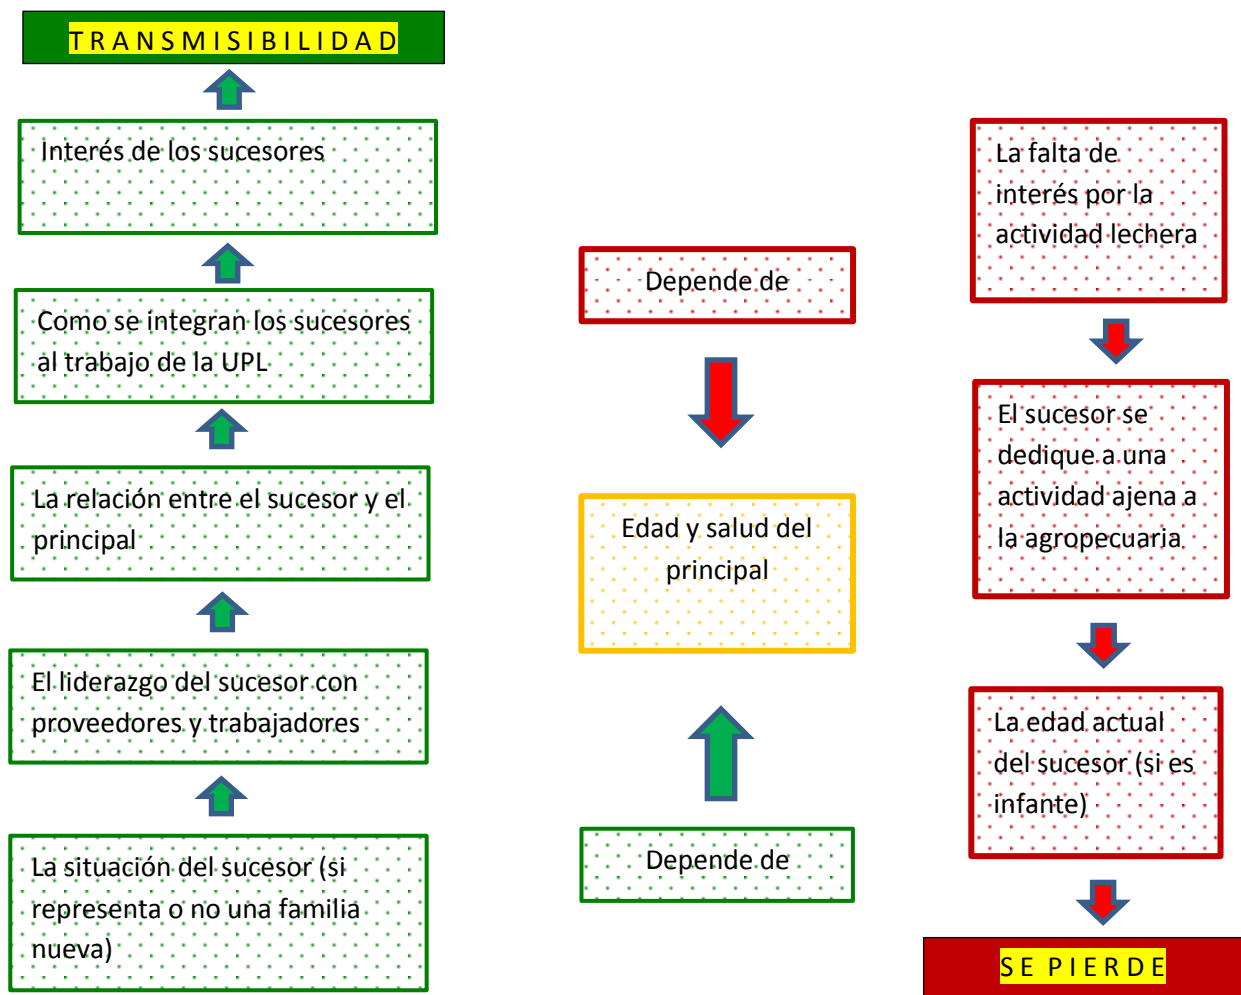 T R A N S M I S I B I L I D A D
Interés de los sucesores
Como se integran los sucesores
al trabajo de la UPL
La relación entre el sucesor y el
principal
El liderazgo del sucesor con
proveedores y trabajadores
La situación del sucesor (si
representa o no una familia
nueva)
Depende de
Edad y salud del
principal
Depende de
La falta de
interés por la
actividad lechera
El sucesor se
dedique a una
actividad ajena a
la agropecuaria
La edad actual
del sucesor (si es
infante)
S E P I E R D E